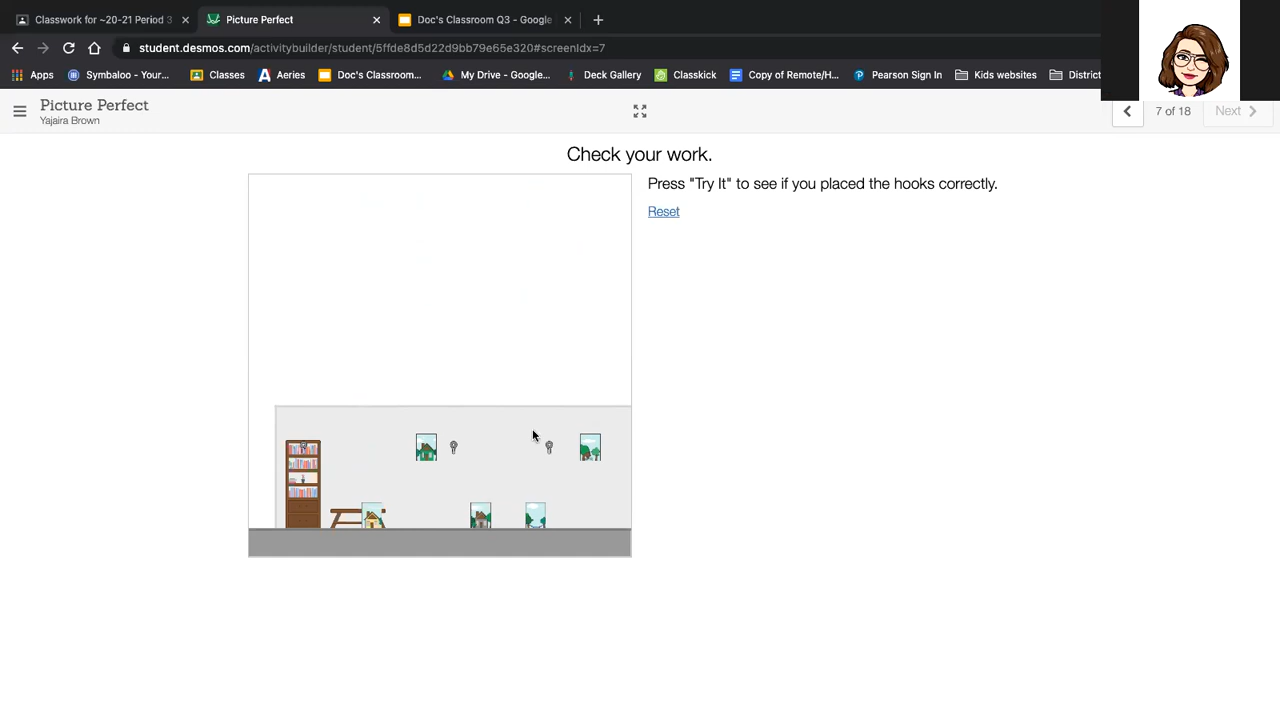 Classwork for ~20-21 Period 3
Picture Perfect
Doc's Classroom Q3 - Google
student.desmos.com/activitybuilder/student/5ffde8d5d22d9bb79e65e320#screenIdx=7
Apps
Symbaloo - Your...
Classes
Aeries
Doc's Classroom...
My Drive - Google...
Deck Gallery
Classkick
Copy of Remote/H...
Pearson Sign In
Kids websites
District
Picture Perfect
Yajaira Brown
7 of 18
Next
Check your work.
Press "Try It" to see if you placed the hooks correctly.
Reset